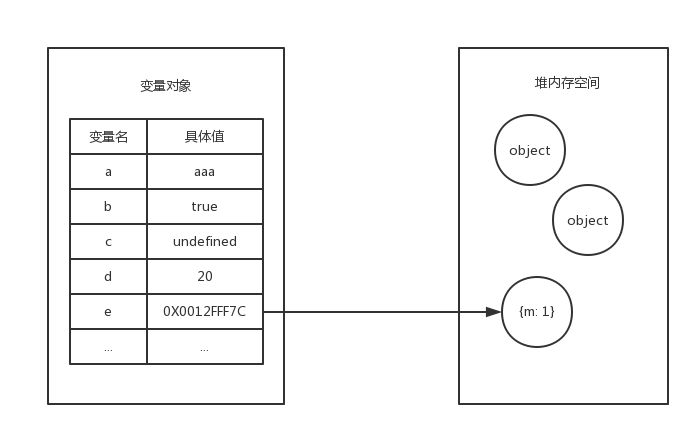 变量对象
变量名 具体值
a aaa
b true
c undefined
d 20
e 0X0012FFF7C
... ...
堆内存空间
object
object
{m: 1}